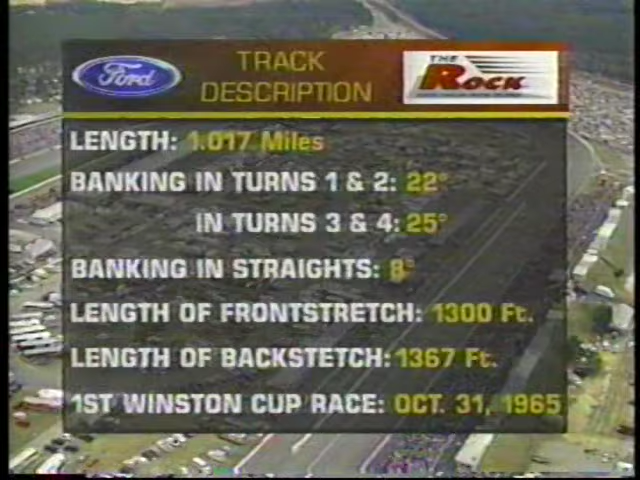 Ford
TRACK
DESCRIPTION
THE
ROCK
LENGTH: 1.017 Miles
BANKING IN TURNS 1 & 2: 22°
IN TURNS 3 & 4: 25°
BANKING IN STRAIGHTS: 8°
LENGTH OF FRONTSTRETCH: 1300 Ft.
LENGTH OF BACKSTETCH: 1367 Ft.
1ST WINSTON CUP RACE: OCT. 31, 1965